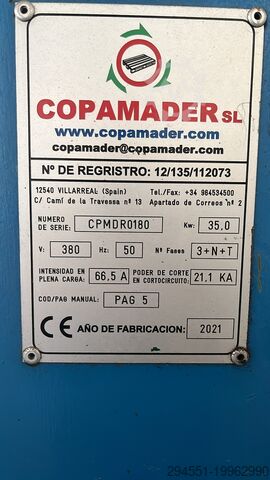 COPAMADER SL
www.copamader.com
copamader@copamader.com
Nº DE REGRISTRO: 12/135/112073
12540 VILLARREAL (Spain) Tel./Fax: +34 964534500
C/ Camí de la Travessa nº 13 Apartado de Correos nº 2
NUMERO DE SERIE: CPMDR0180 Kw: 35,0
V: 380 Hz: 50 Nº Fases 3+N+T
INTENSIDAD EN PLENA CARGA: 66,5 A PODER DE CORTE EN CORTOCIRCUITO: 21,1 KA
COD/PAG MANUAL: PAG 5
CE AÑO DE FABRICACION: 2021
294551-19962990